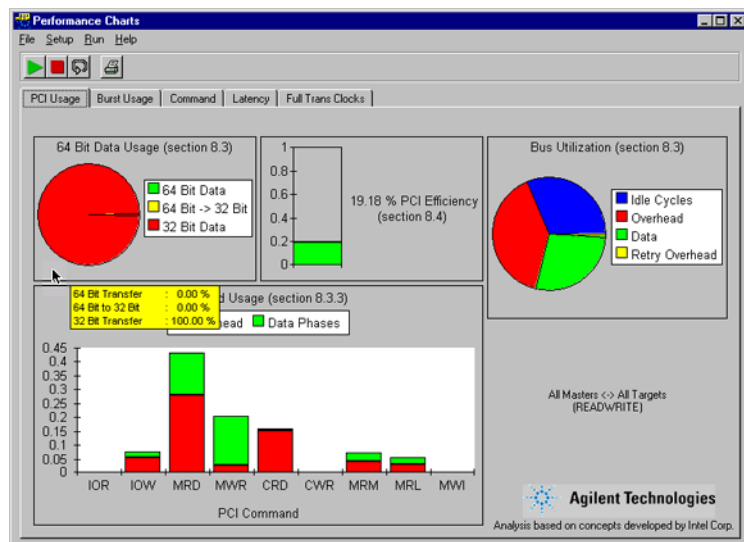 Performance Charts
File Setup Run Help
PCI Usage Burst Usage Command Latency Full Trans Clocks
64 Bit Data Usage (section 8.3)
64 Bit Data
64 Bit -> 32 Bit
32 Bit Data
1
0.8
0.6
0.4
0.2
0
19.18 % PCI Efficiency
(section 8.4)
Bus Utilization (section 8.3)
Idle Cycles
Overhead
Data
Retry Overhead
64 Bit Transfer : 0.00 %
64 Bit to 32 Bit : 0.00 %
32 Bit Transfer : 100.00 %
d Usage (section 8.3.3)
ead Data Phases
0.45
0.4
0.35
0.3
0.25
0.2
0.15
0.1
0.05
0
IOR IOW MRD MWR CRD CWR MRM MRL MWI
PCI Command
All Masters <-> All Targets
(READWRITE)
Agilent Technologies
Analysis based on concepts developed by Intel Corp.